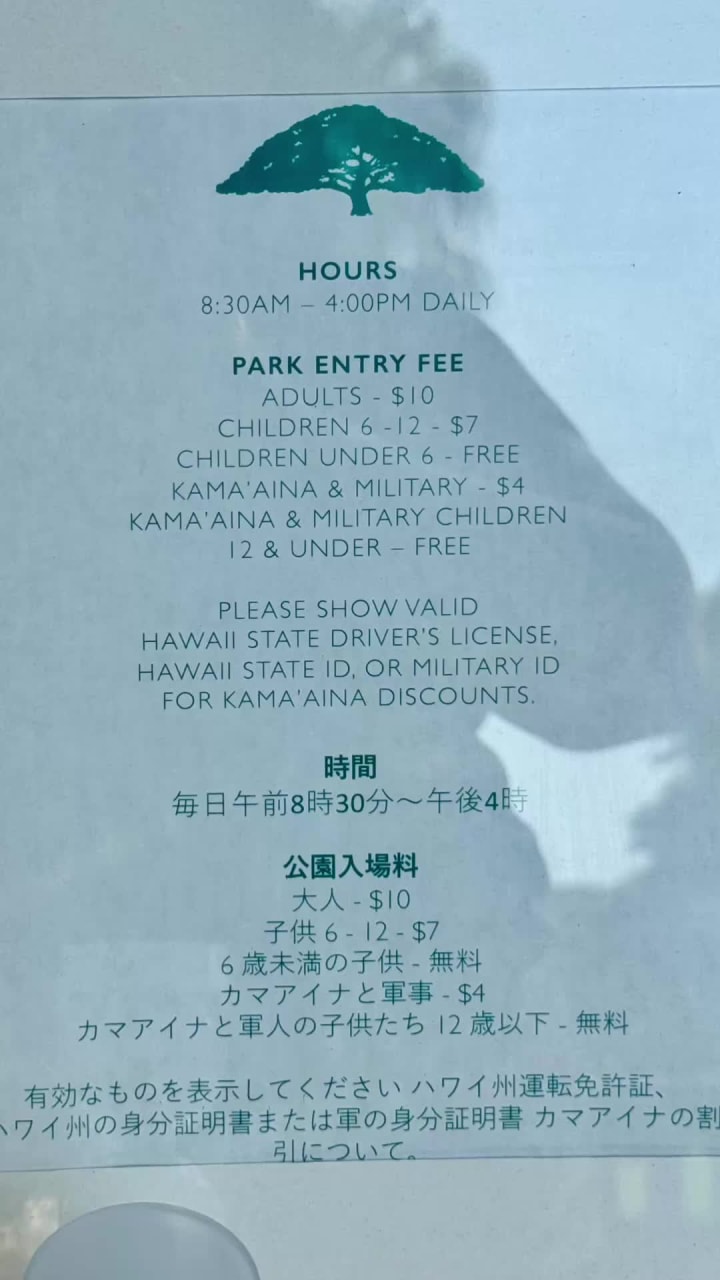 HOURS
8:30AM – 4:00PM DAILY
PARK ENTRY FEE
ADULTS - $10
CHILDREN 6 -12 - $7
CHILDREN UNDER 6 - FREE
KAMA'AINA & MILITARY - $4
KAMA'AINA & MILITARY CHILDREN
12 & UNDER – FREE
PLEASE SHOW VALID
HAWAII STATE DRIVER'S LICENSE,
HAWAII STATE ID, OR MILITARY ID
FOR KAMA'AINA DISCOUNTS.
時間
毎日午前8時30分～午後4時
公園入場料
大人 - $10
子供 6 - 12 - $7
6 歳未満の子供 - 無料
カマアイナと軍事 - $4
カマアイナと軍人の子供たち 12 歳以下 - 無料
有効なものを表示してください ハワイ州運転免許証、
ハワイ州の身分証明書または軍の身分証明書 カマアイナの割
引について。